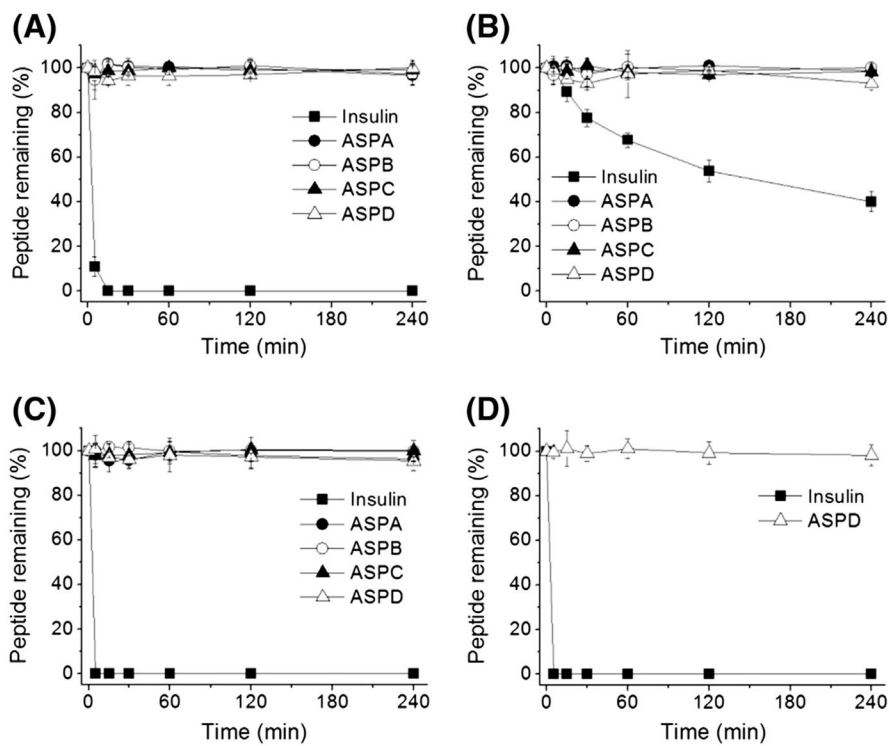 (A)
Peptide remaining (%)
100
80
60
40
20
0
Insulin
ASPA
ASPB
ASPC
ASPD
0 60 120 180 240
Time (min)
(B)
Peptide remaining (%)
100
80
60
40
20
0
Insulin
ASPA
ASPB
ASPC
ASPD
0 60 120 180 240
Time (min)
(C)
Peptide remaining (%)
100
80
60
40
20
0
Insulin
ASPA
ASPB
ASPC
ASPD
0 60 120 180 240
Time (min)
(D)
Peptide remaining (%)
100
80
60
40
20
0
Insulin
ASPD
0 60 120 180 240
Time (min)